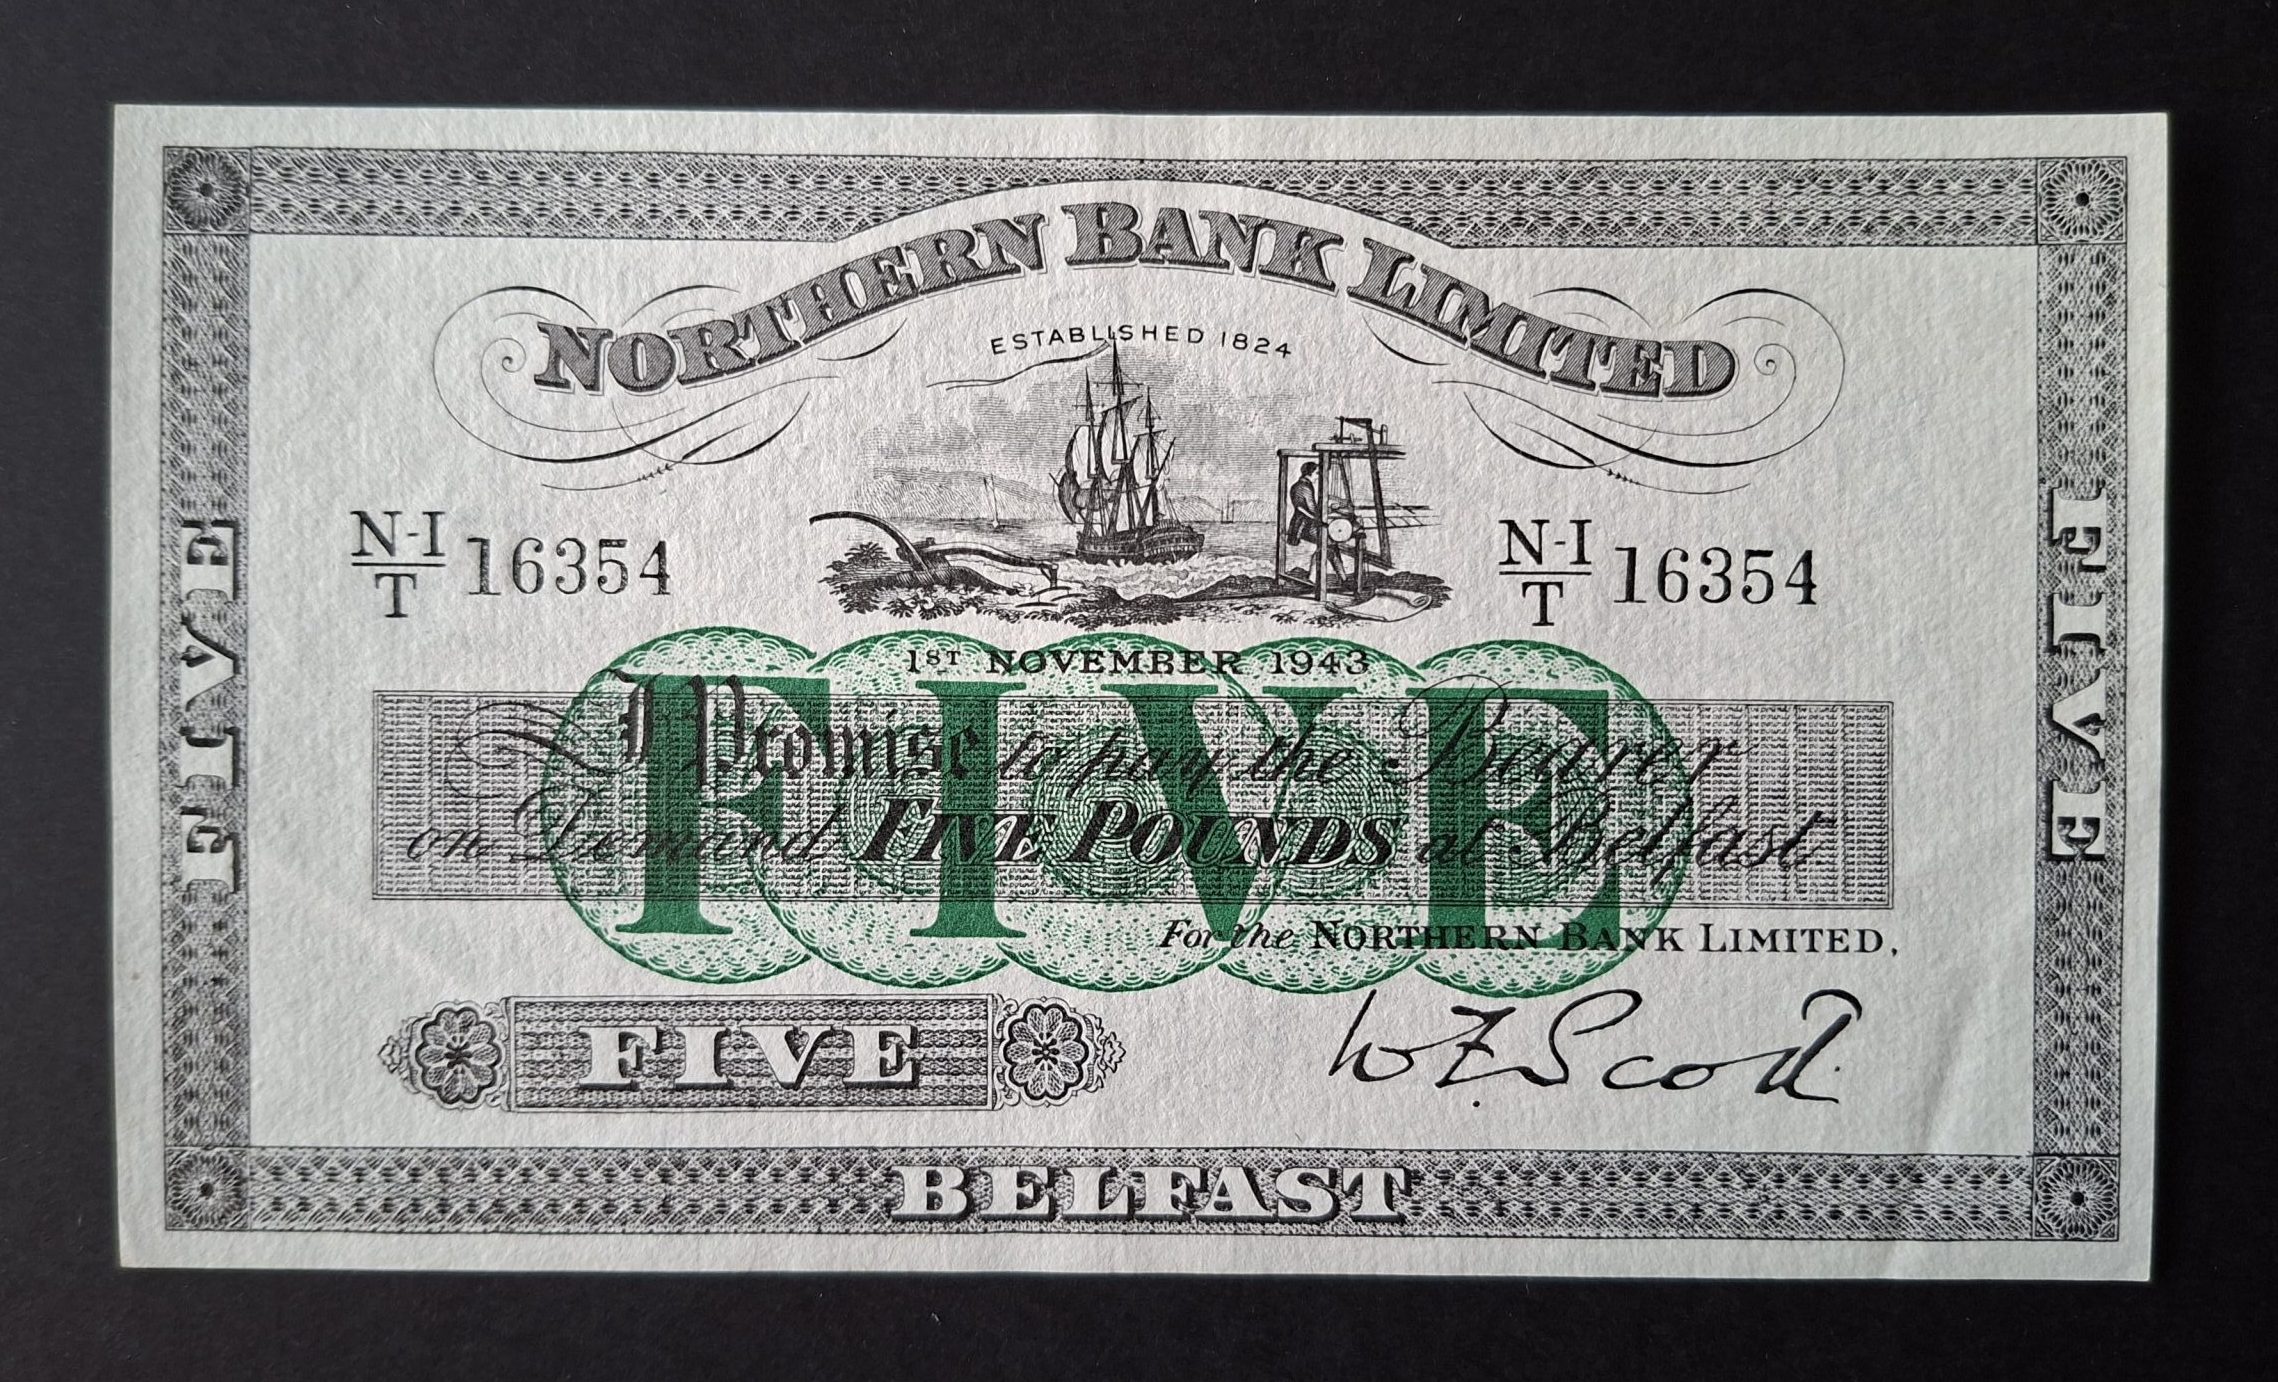 NORTHERN BANK LIMITED
ESTABLISHED 1824
N-I/T 16354
N-I/T 16354
1ST NOVEMBER 1943
I Promise to pay the Bearer
on Demand FIVE POUNDS at Belfast
FIVE
For the NORTHERN BANK LIMITED,
FIVE
W F Scott
BELFAST
FIVE
FIVE